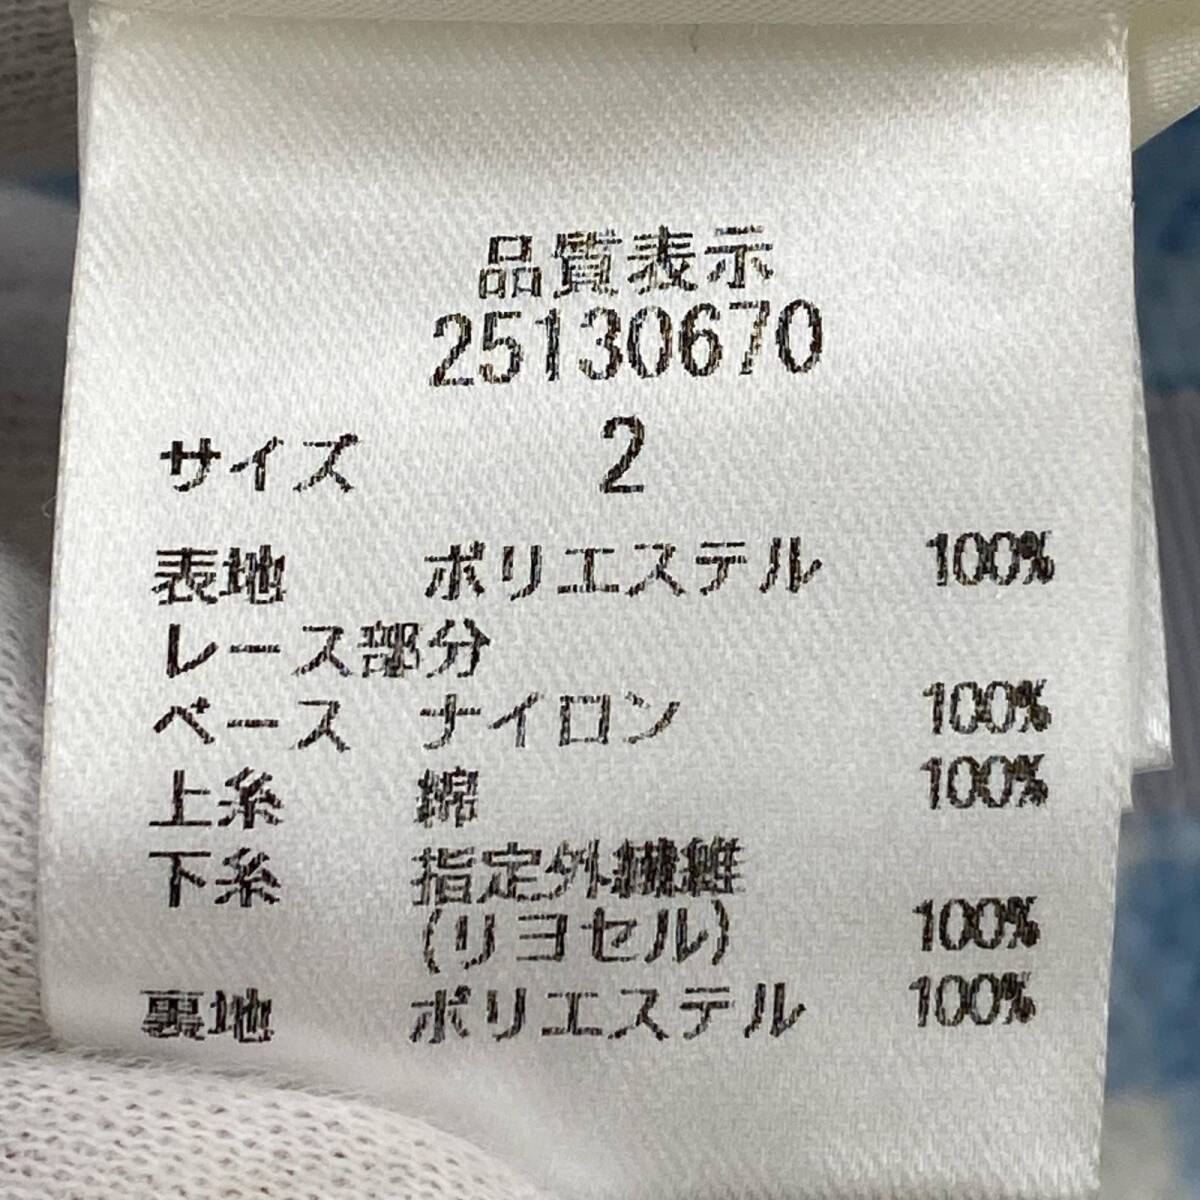 品質表示
25130670
サイズ 2
表地 ポリエステル 100%
レース部分
ベース ナイロン 100%
上糸 綿 100%
下糸 指定外繊維
(リヨセル) 100%
裏地 ポリエステル 100%